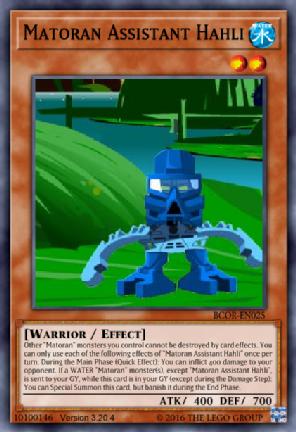 MATORAN ASSISTANT HAHLI
WATER
水
BCOR-EN025
[WARRIOR / EFFECT]
Other "Matoran" monsters you control cannot be destroyed by card effects. You
can only use each of the following effects of "Matoran Assistant Hahli" once per
turn. During the Main Phase (Quick Effect): You can inflict 400 damage to your
opponent. If a WATER "Matoran" monster(s), except "Matoran Assistant Hahli",
is sent to your GY, while this card is in your GY (except during the Damage Step):
You can Special Summon this card, but banish it during the End Phase.
ATK/ 400 DEF/ 700
10100146 Version 3.20.4 © 2016 THE LEGO GROUP